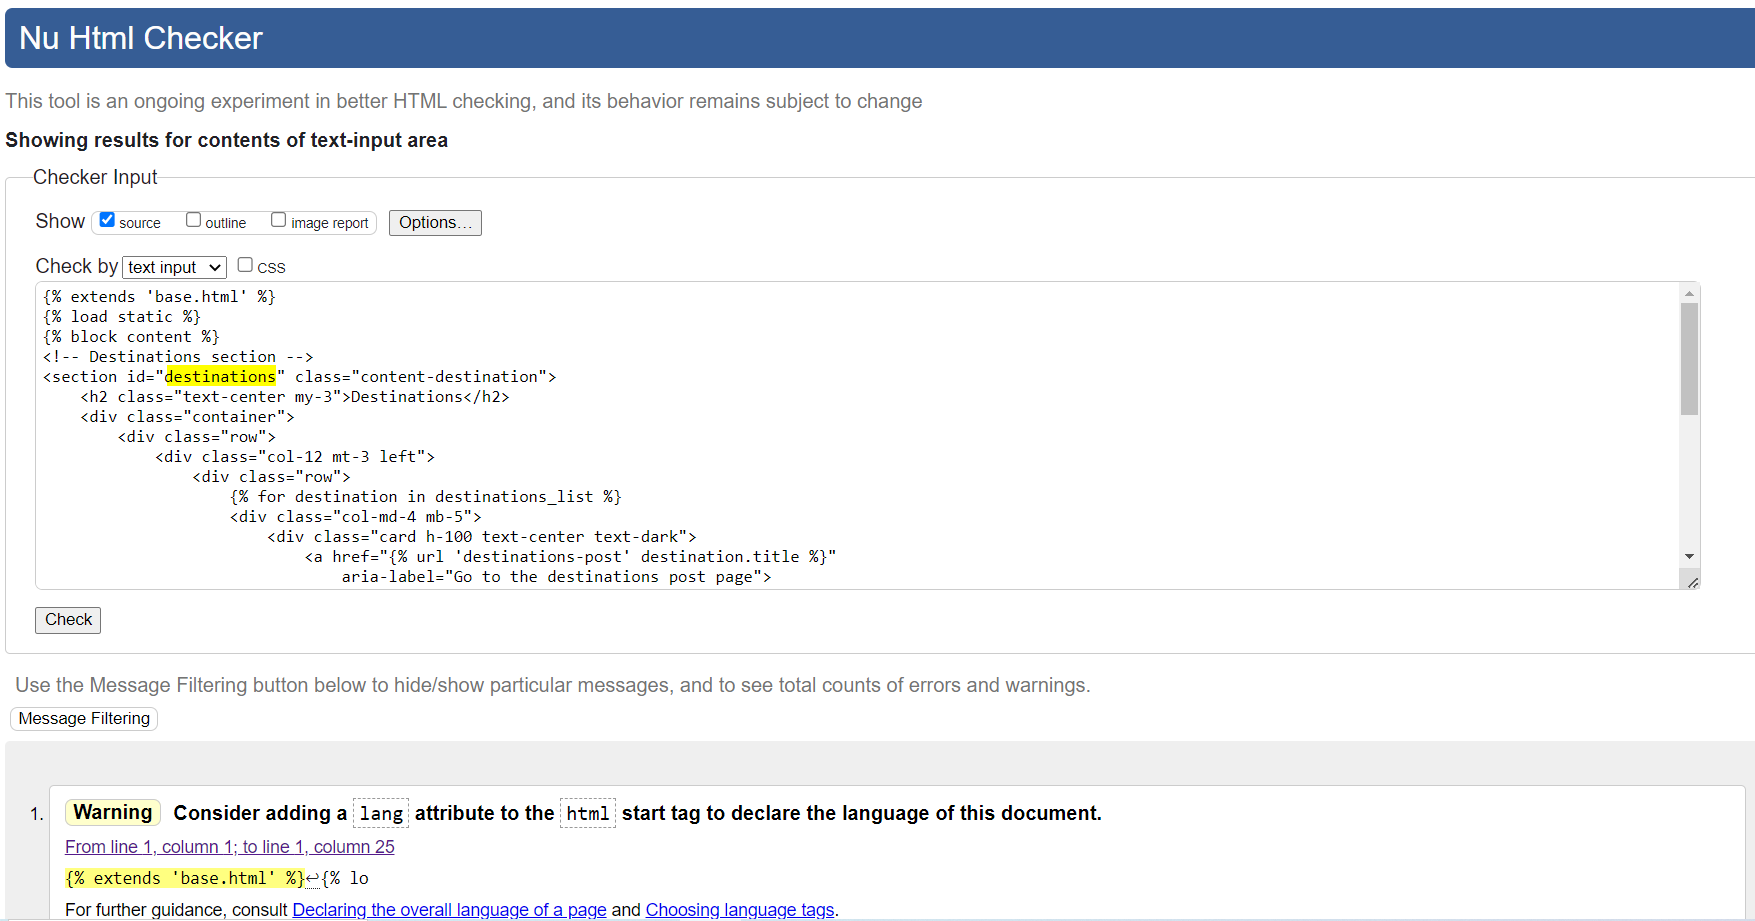 Nu Html Checker
This tool is an ongoing experiment in better HTML checking, and its behavior remains subject to change
Showing results for contents of text-input area
Checker Input
Show source outline image report Options…
Check by text input CSS
{% extends 'base.html' %}
{% load static %}
{% block content %}
<!-- Destinations section -->
<section id="destinations" class="content-destination">
    <h2 class="text-center my-3">Destinations</h2>
    <div class="container">
        <div class="row">
            <div class="col-12 mt-3 left">
                <div class="row">
                    {% for destination in destinations_list %}
                    <div class="col-md-4 mb-5">
                        <div class="card h-100 text-center text-dark">
                            <a href="{% url 'destinations-post' destination.title %}"
                                aria-label="Go to the destinations post page">
Check
Use the Message Filtering button below to hide/show particular messages, and to see total counts of errors and warnings.
Message Filtering
1. Warning Consider adding a lang attribute to the html start tag to declare the language of this document.
From line 1, column 1; to line 1, column 25
{% extends 'base.html' %}↩{% lo
For further guidance, consult Declaring the overall language of a page and Choosing language tags.